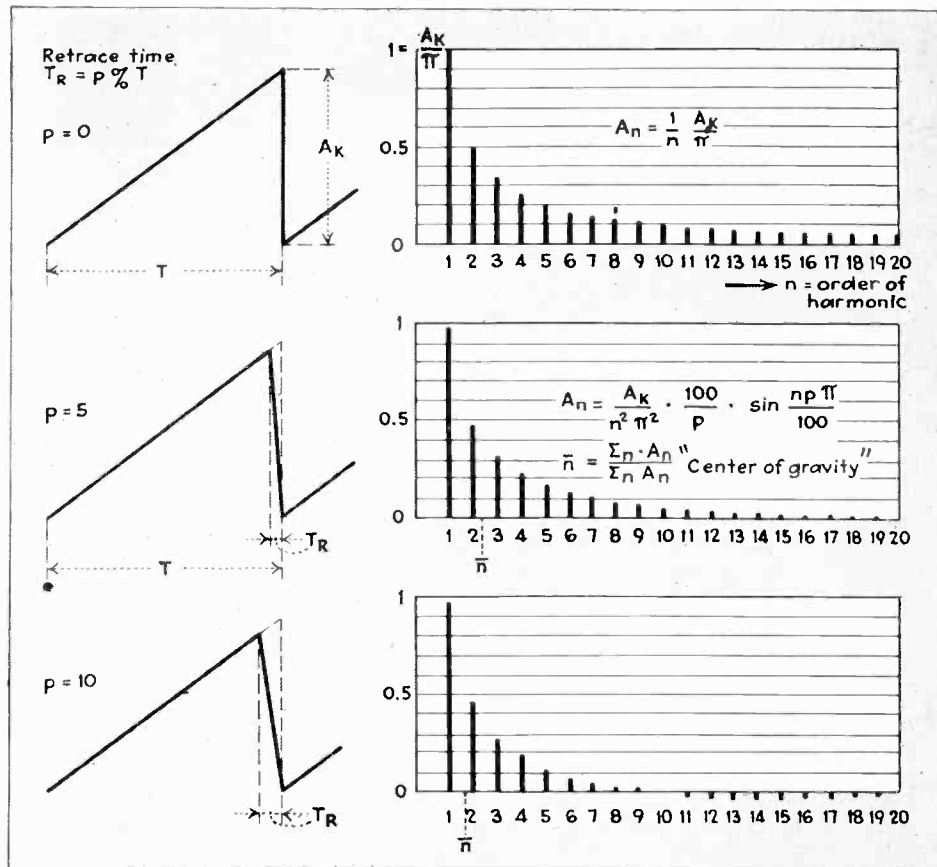 Retrace time,
T_R = p % T
p = 0
A_K
T
1 = A_K/π
0.5
0
A_n = 1/n A_K/π
1 2 3 4 5 6 7 8 9 10 11 12 13 14 15 16 17 18 19 20
→ n = order of
harmonic
p = 5
T_R
T
1
0.5
0
A_n = A_K/(n² π²) · 100/p · sin npπ/100
n̄ = (Σn · A_n)/(Σn A_n) "Center of gravity"
1 2 3 4 5 6 7 8 9 10 11 12 13 14 15 16 17 18 19 20
n̄
p = 10
T_R
1
0.5
0
1 2 3 4 5 6 7 8 9 10 11 12 13 14 15 16 17 18 19 20
n̄